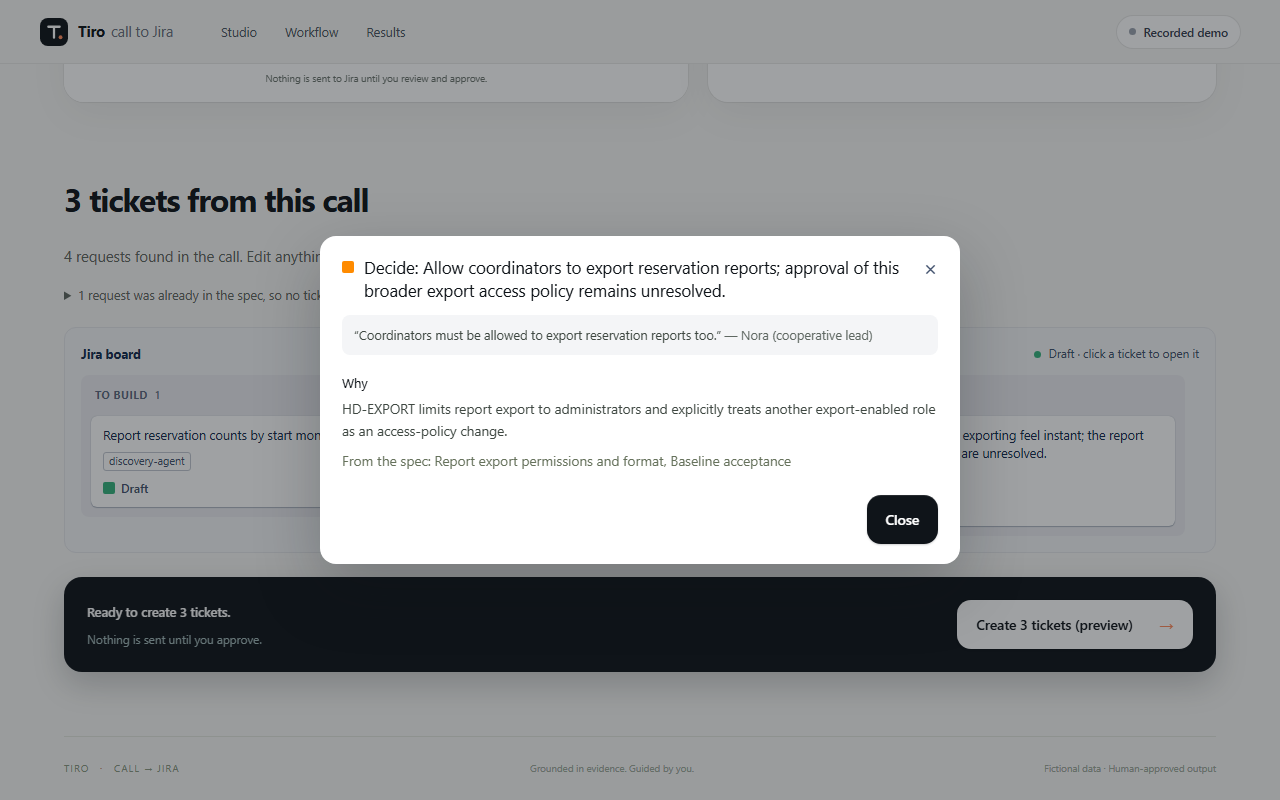 T. Tiro call to Jira Studio Workflow Results Recorded demo
Nothing is sent to Jira until you review and approve.
3 tickets from this call
4 requests found in the call. Edit
1 request was already in the spec, so no
Jira board
Draft · click a ticket to open it
TO BUILD 1
Report reservation counts by start
discovery-agent
Draft
exporting feel instant; the report
are unresolved.
Decide: Allow coordinators to export reservation reports; approval of this
broader export access policy remains unresolved.
×
“Coordinators must be allowed to export reservation reports too.” — Nora (cooperative lead)
Why
HD-EXPORT limits report export to administrators and explicitly treats another export-enabled role
as an access-policy change.
From the spec: Report export permissions and format, Baseline acceptance
Close
Ready to create 3 tickets.
Nothing is sent until you approve.
Create 3 tickets (preview) →
TIRO · CALL → JIRA
Grounded in evidence. Guided by you.
Fictional data · Human-approved output